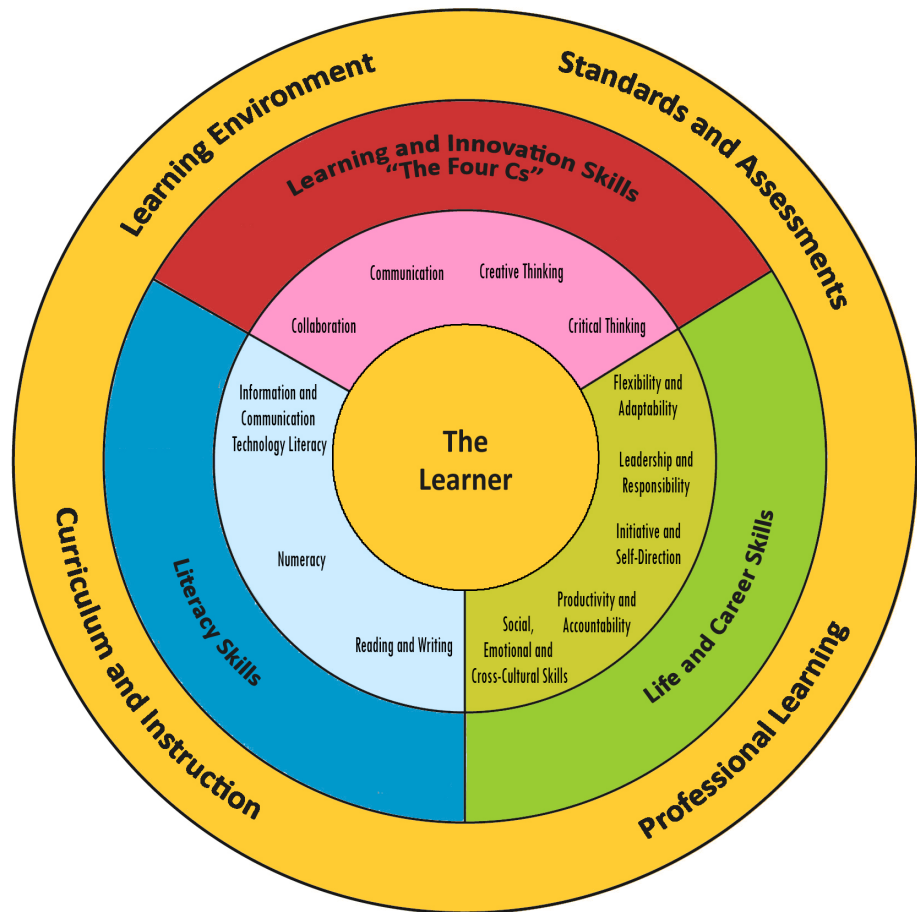 Learning Environment
Standards and Assessments
Learning and Innovation Skills
“The Four Cs”
Communication
Creative Thinking
Collaboration
Critical Thinking
Information and
Communication
Technology Literacy
Numeracy
Reading and Writing
The
Learner
Flexibility and
Adaptability
Leadership and
Responsibility
Initiative and
Self-Direction
Productivity and
Accountability
Social,
Emotional and
Cross-Cultural Skills
Literacy Skills
Life and Career Skills
Curriculum and Instruction
Professional Learning